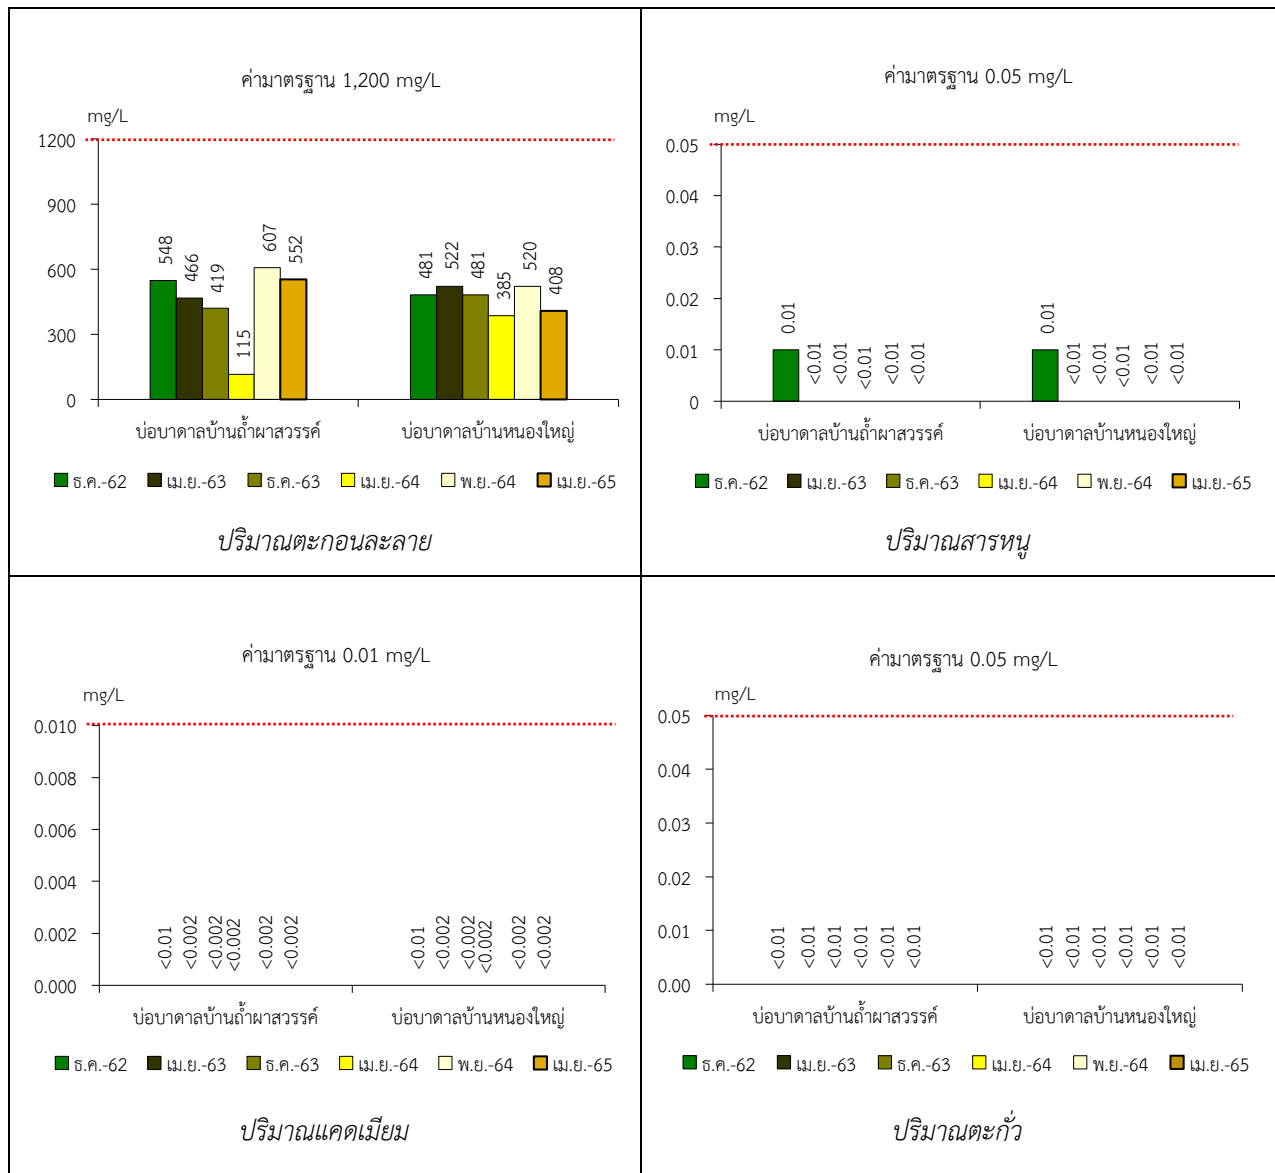 ค่ามาตรฐาน 1,200 mg/L
mg/L
1200
900
600
300
0
548 466 419 115 607 552
481 522 481 385 520 408
บ่อบาดาลบ้านถ้ำผาสวรรค์ บ่อบาดาลบ้านหนองใหญ่
ธ.ค.-62 เม.ย.-63 ธ.ค.-63 เม.ย.-64 พ.ย.-64 เม.ย.-65
ปริมาณตะกอนละลาย
ค่ามาตรฐาน 0.05 mg/L
mg/L
0.05
0.04
0.03
0.02
0.01
0
0.01 <0.01 <0.01 <0.01 <0.01 <0.01
0.01 <0.01 <0.01 <0.01 <0.01 <0.01
บ่อบาดาลบ้านถ้ำผาสวรรค์ บ่อบาดาลบ้านหนองใหญ่
ธ.ค.-62 เม.ย.-63 ธ.ค.-63 เม.ย.-64 พ.ย.-64 เม.ย.-65
ปริมาณสารหนู
ค่ามาตรฐาน 0.01 mg/L
mg/L
0.010
0.008
0.006
0.004
0.002
0.000
<0.01 <0.002 <0.002 <0.002 <0.002 <0.002
<0.01 <0.002 <0.002 <0.002 <0.002 <0.002
บ่อบาดาลบ้านถ้ำผาสวรรค์ บ่อบาดาลบ้านหนองใหญ่
ธ.ค.-62 เม.ย.-63 ธ.ค.-63 เม.ย.-64 พ.ย.-64 เม.ย.-65
ปริมาณแคดเมียม
ค่ามาตรฐาน 0.05 mg/L
mg/L
0.05
0.04
0.03
0.02
0.01
0.00
<0.01 <0.01 <0.01 <0.01 <0.01 <0.01
<0.01 <0.01 <0.01 <0.01 <0.01 <0.01
บ่อบาดาลบ้านถ้ำผาสวรรค์ บ่อบาดาลบ้านหนองใหญ่
ธ.ค.-62 เม.ย.-63 ธ.ค.-63 เม.ย.-64 พ.ย.-64 เม.ย.-65
ปริมาณตะกั่ว